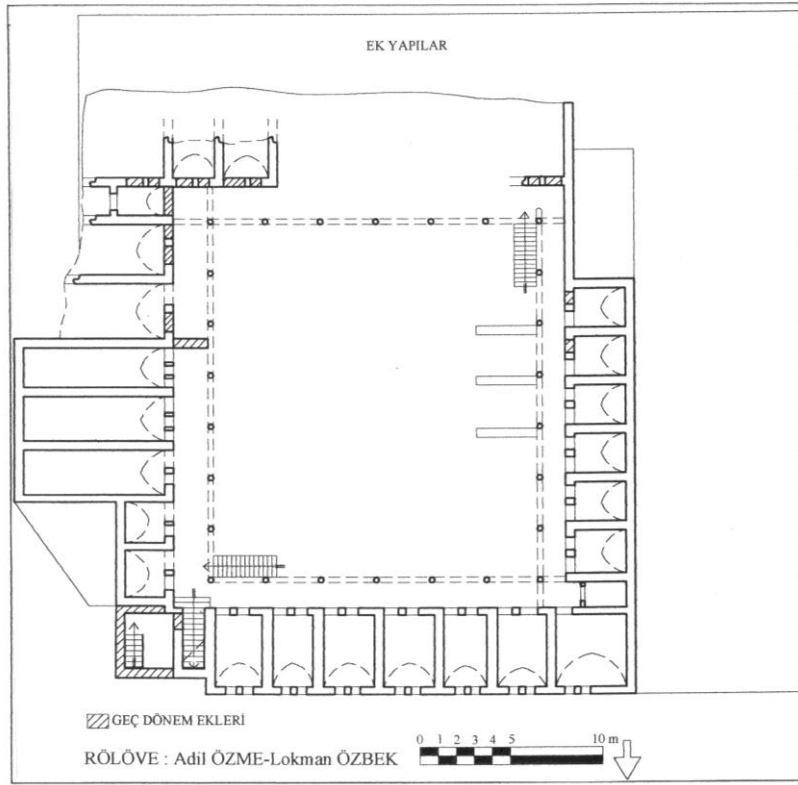 EK YAPILAR
GEÇ DÖNEM EKLERİ
RÖLÖVE : Adil ÖZME-Lokman ÖZBEK
0 1 2 3 4 5 10 m